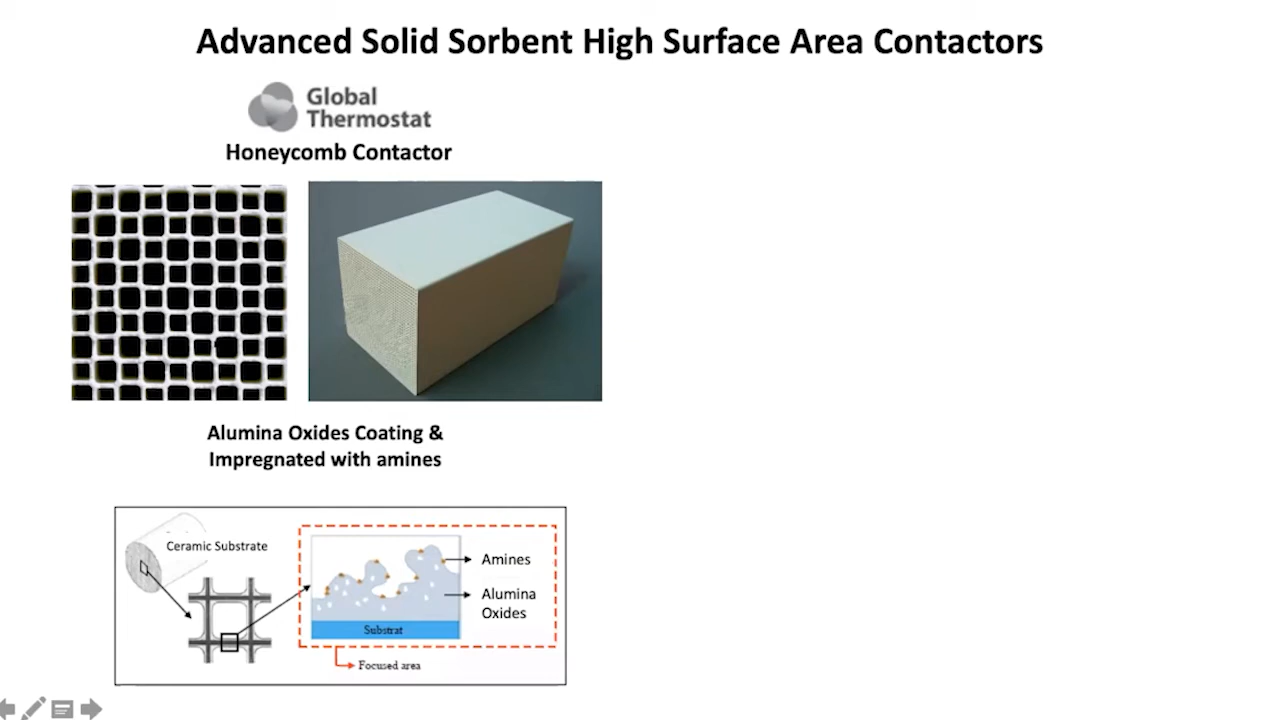 Advanced Solid Sorbent High Surface Area Contactors
Global
Thermostat
Honeycomb Contactor
Alumina Oxides Coating &
Impregnated with amines
Ceramic Substrate
Amines
Alumina
Oxides
Substrat
Focused area